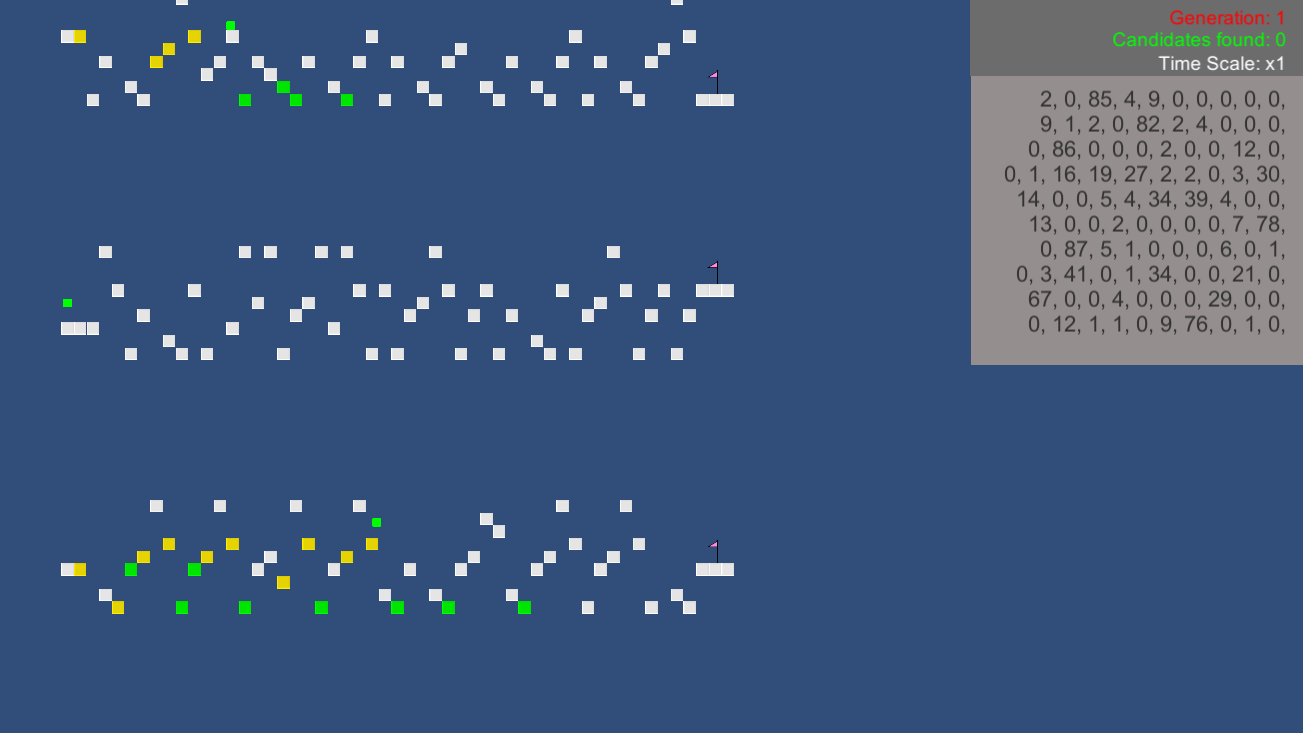 Generation: 1
Candidates found: 0
Time Scale: x1
2, 0, 85, 4, 9, 0, 0, 0, 0, 0,
9, 1, 2, 0, 82, 2, 4, 0, 0, 0,
0, 86, 0, 0, 0, 2, 0, 0, 12, 0,
0, 1, 16, 19, 27, 2, 2, 0, 3, 30,
14, 0, 0, 5, 4, 34, 39, 4, 0, 0,
13, 0, 0, 2, 0, 0, 0, 0, 7, 78,
0, 87, 5, 1, 0, 0, 0, 6, 0, 1,
0, 3, 41, 0, 1, 34, 0, 0, 21, 0,
67, 0, 0, 4, 0, 0, 0, 29, 0, 0,
0, 12, 1, 1, 0, 9, 76, 0, 1, 0,